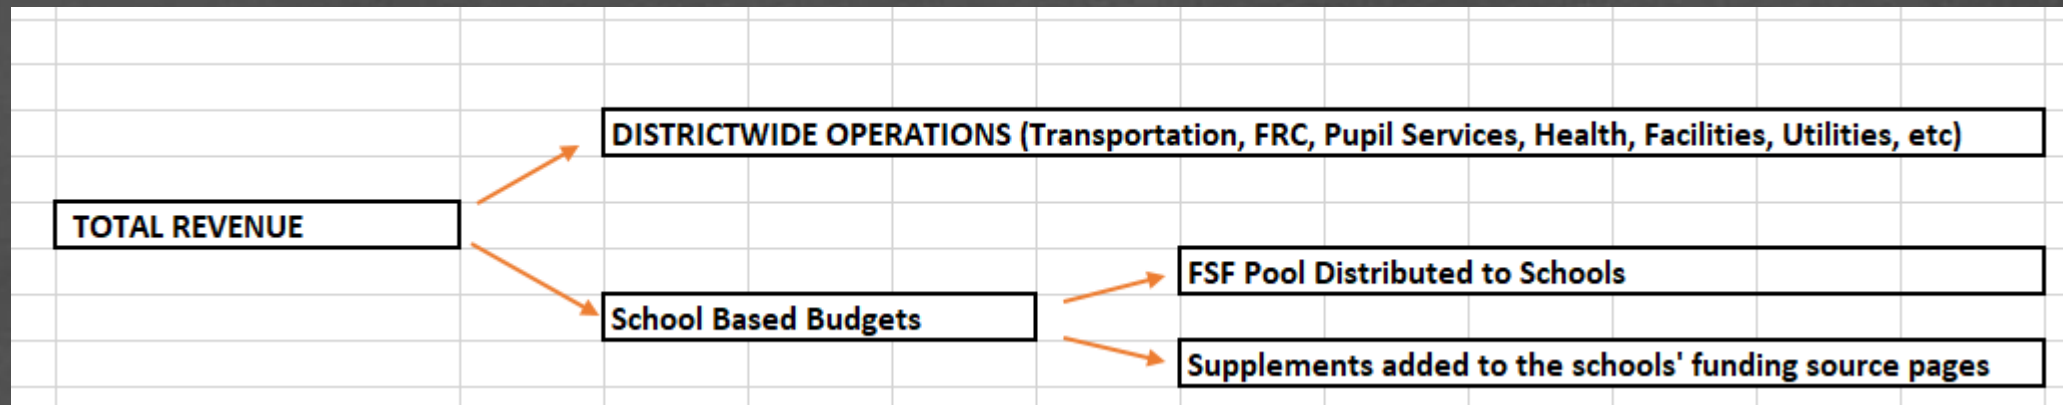 DISTRICTWIDE OPERATIONS (Transportation, FRC, Pupil Services, Health, Facilities, Utilities, etc)
TOTAL REVENUE
FSF Pool Distributed to Schools
School Based Budgets
Supplements added to the schools' funding source pages